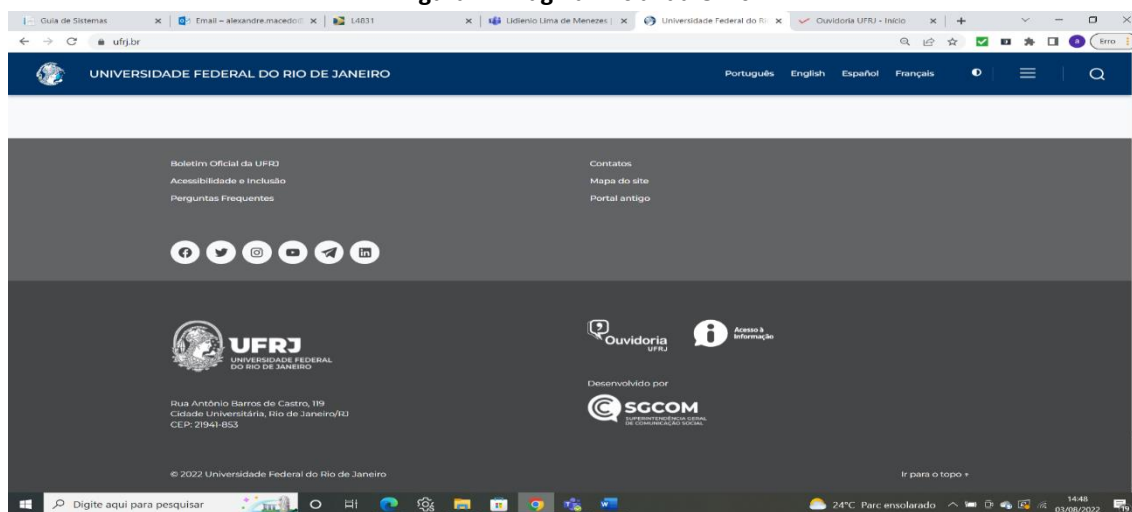 Guia de Sistemas
Email – alexandre.macedo
L4831
Lidienio Lima de Menezes |
Universidade Federal do Ri
Ouvidoria UFRJ - Início
ufrj.br
Erro
UNIVERSIDADE FEDERAL DO RIO DE JANEIRO
Português English Español Français
Boletim Oficial da UFRJ
Acessibilidade e Inclusão
Perguntas Frequentes
Contatos
Mapa do site
Portal antigo
UFRJ
UNIVERSIDADE FEDERAL
DO RIO DE JANEIRO
Ouvidoria
UFRJ
Acesso à
Informação
Rua Antônio Barros de Castro, 119
Cidade Universitária, Rio de Janeiro/RJ
CEP: 21941-853
Desenvolvido por
SGCOM
SUPERINTENDÊNCIA GERAL
DE COMUNICAÇÃO SOCIAL
© 2022 Universidade Federal do Rio de Janeiro
Ir para o topo
Digite aqui para pesquisar
24°C Parc ensolarado
14:48
03/08/2022
19